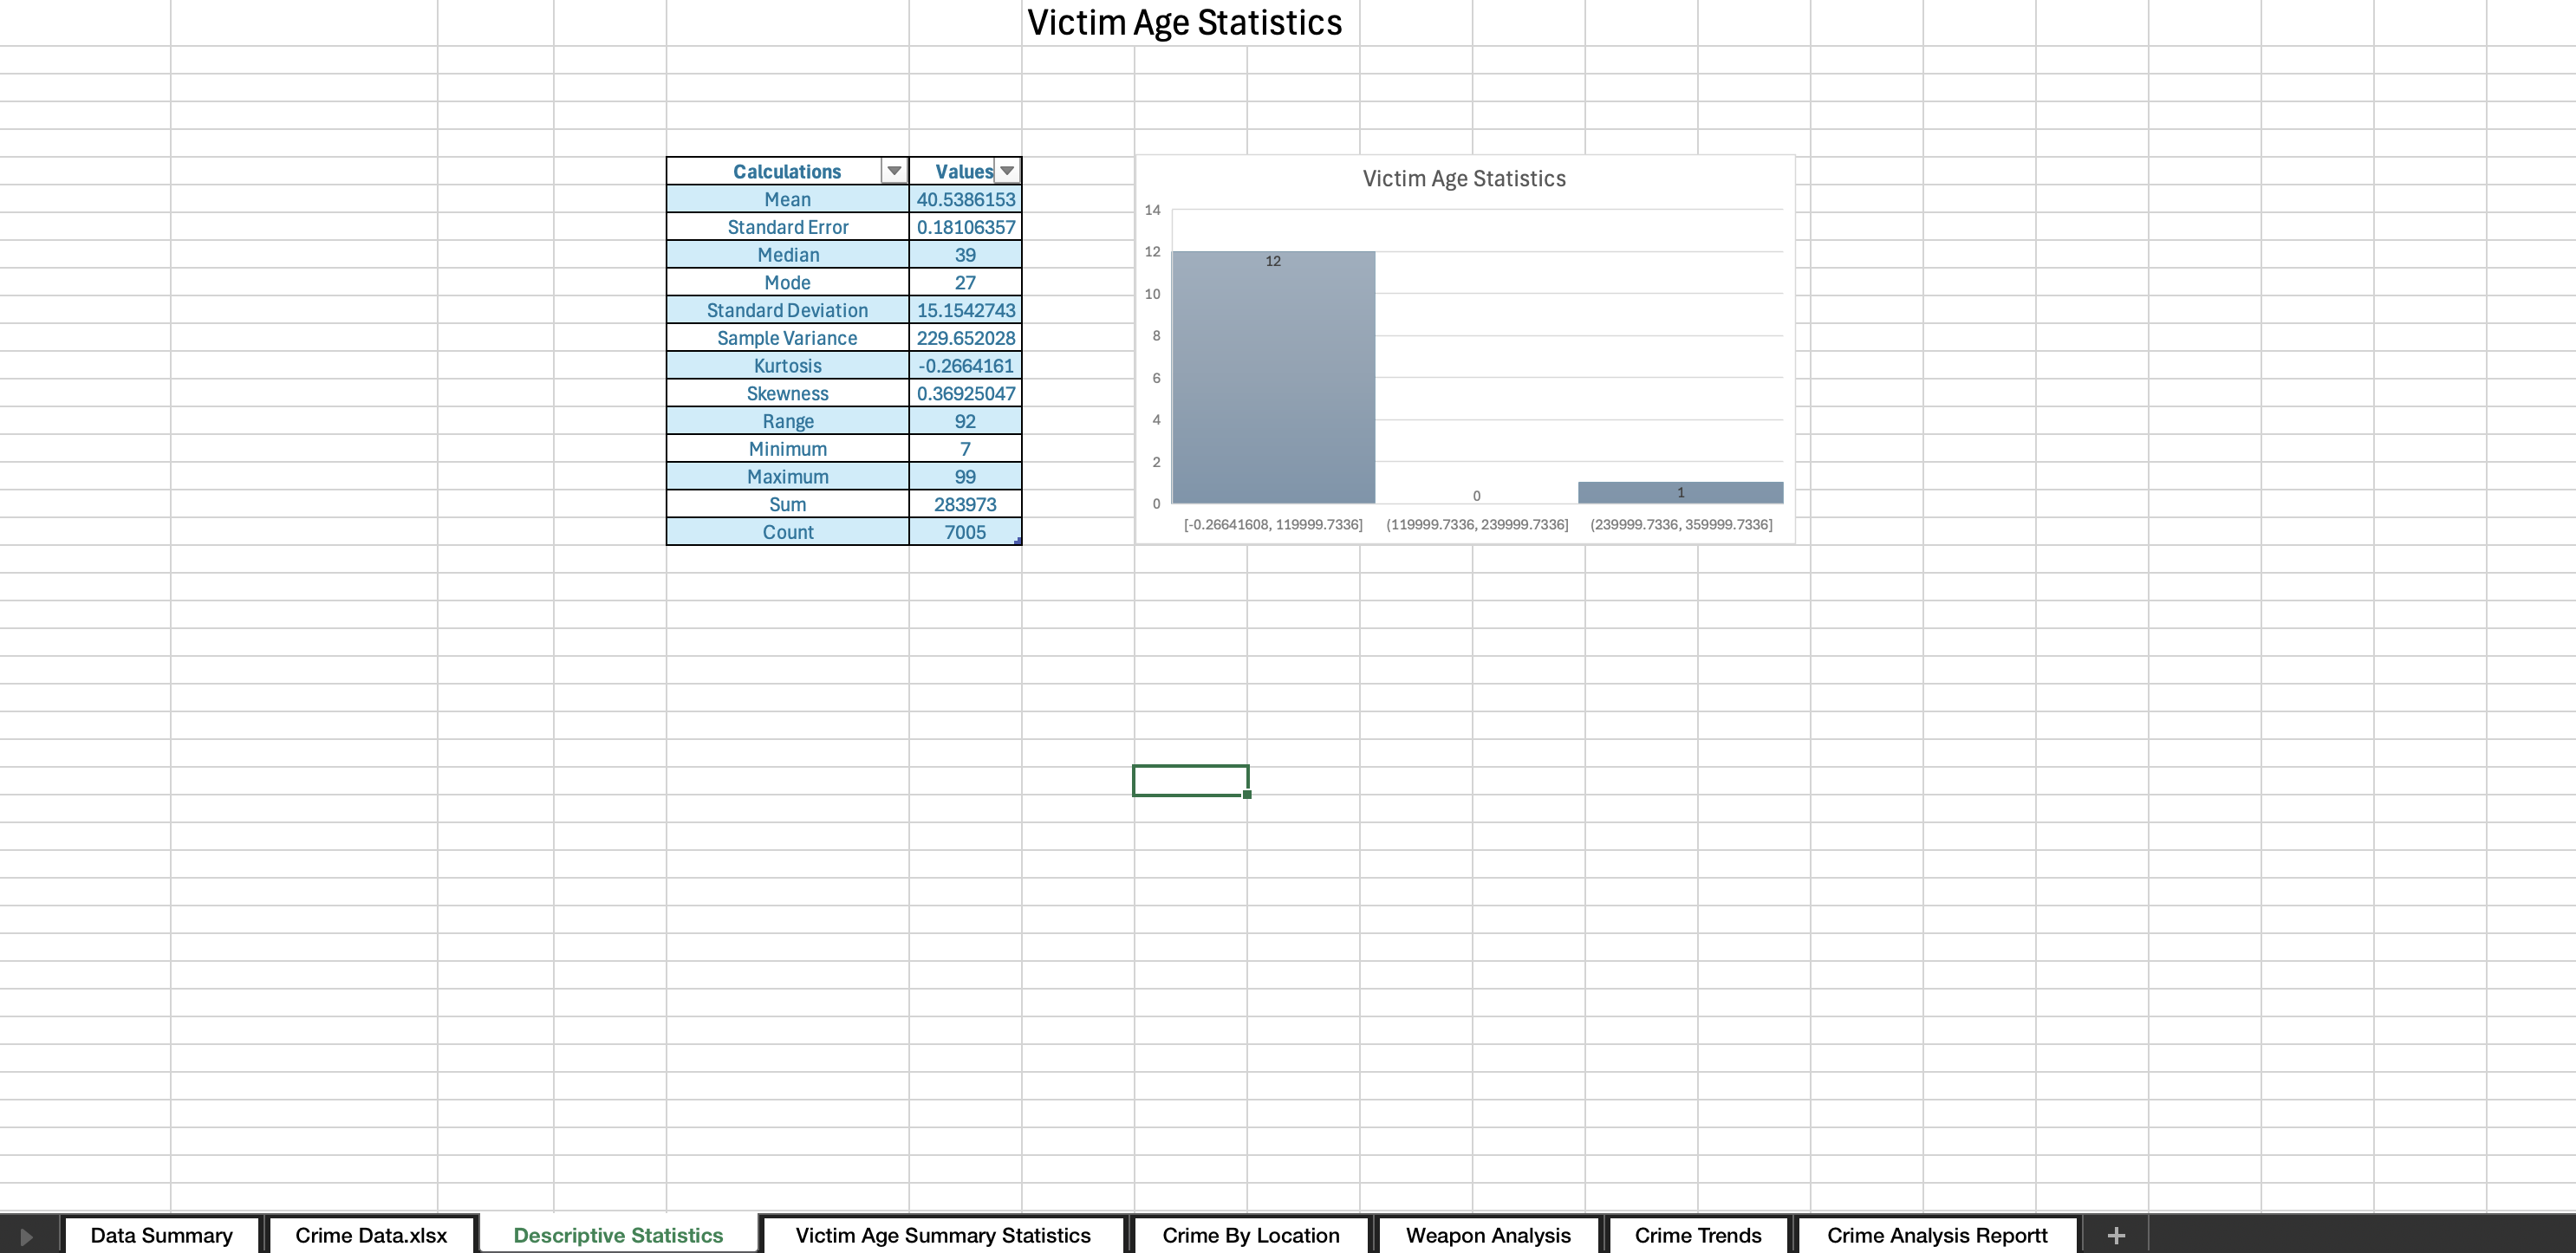 Victim Age Statistics
Calculations Values
Mean 40.5386153
Standard Error 0.18106357
Median 39
Mode 27
Standard Deviation 15.1542743
Sample Variance 229.652028
Kurtosis -0.2664161
Skewness 0.36925047
Range 92
Minimum 7
Maximum 99
Sum 283973
Count 7005
Victim Age Statistics
14
12
10
8
6
4
2
0
12
0
1
[-0.26641608, 119999.7336] (119999.7336, 239999.7336] (239999.7336, 359999.7336]
Data Summary Crime Data.xlsx Descriptive Statistics Victim Age Summary Statistics Crime By Location Weapon Analysis Crime Trends Crime Analysis Reportt +